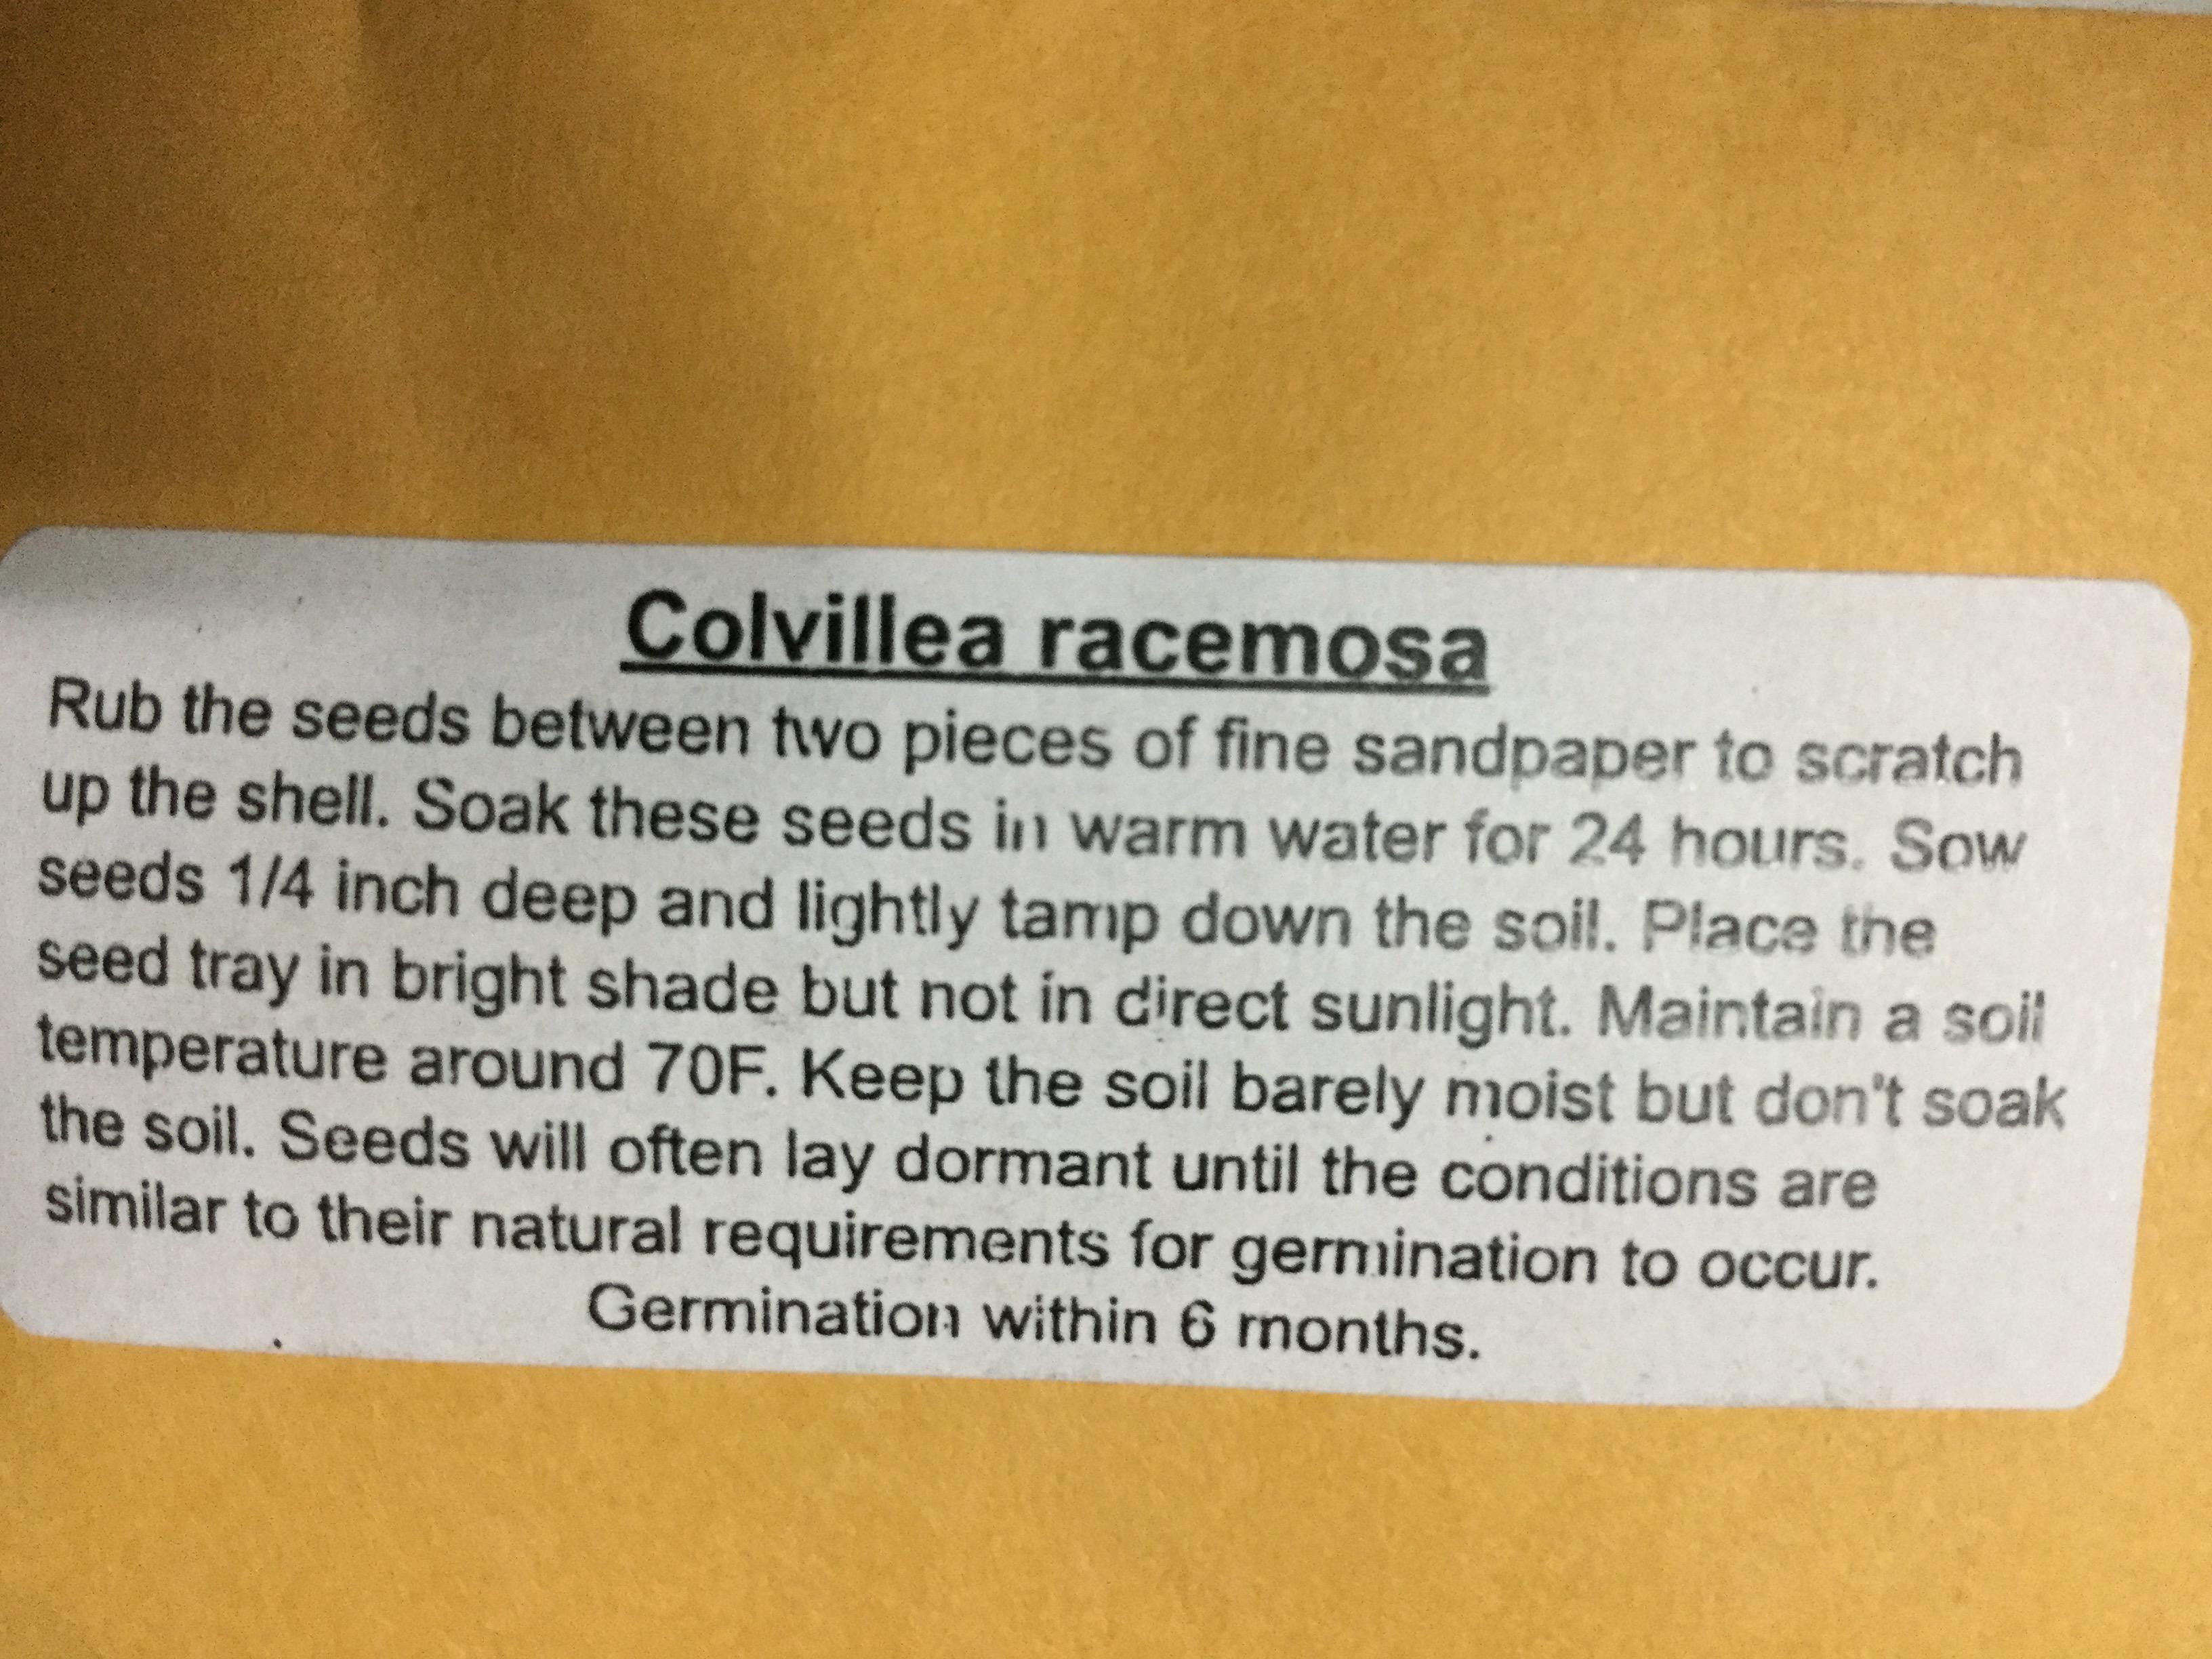 Colvillea racemosa
Rub the seeds between two pieces of fine sandpaper to scratch
up the shell. Soak these seeds in warm water for 24 hours. Sow
seeds 1/4 inch deep and lightly tamp down the soil. Place the
seed tray in bright shade but not in direct sunlight. Maintain a soil
temperature around 70F. Keep the soil barely moist but don't soak
the soil. Seeds will often lay dormant until the conditions are
similar to their natural requirements for germination to occur.
Germination within 6 months.